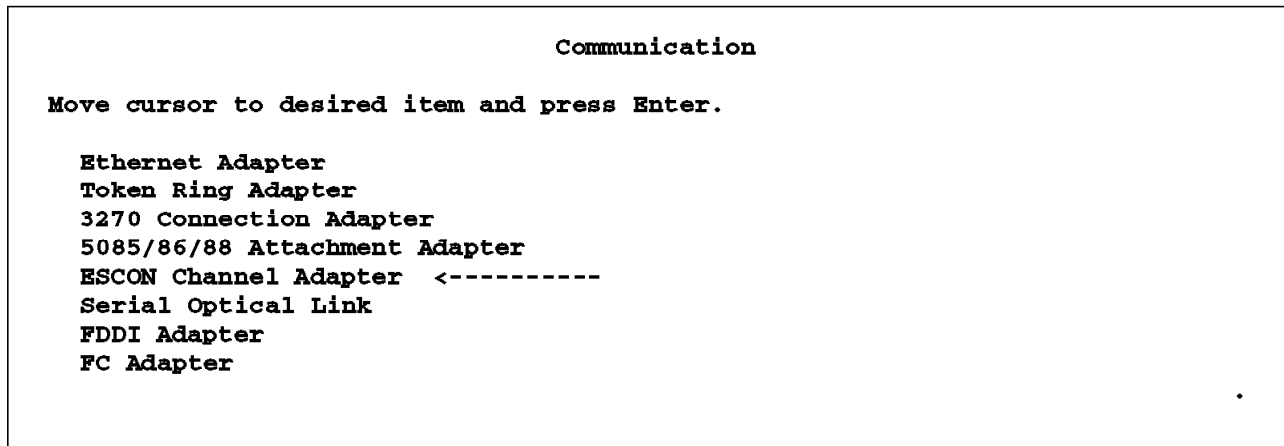 Communication
Move cursor to desired item and press Enter.
Ethernet Adapter
Token Ring Adapter
3270 Connection Adapter
5085/86/88 Attachment Adapter
ESCON Channel Adapter <----------
Serial Optical Link
FDDI Adapter
FC Adapter
.